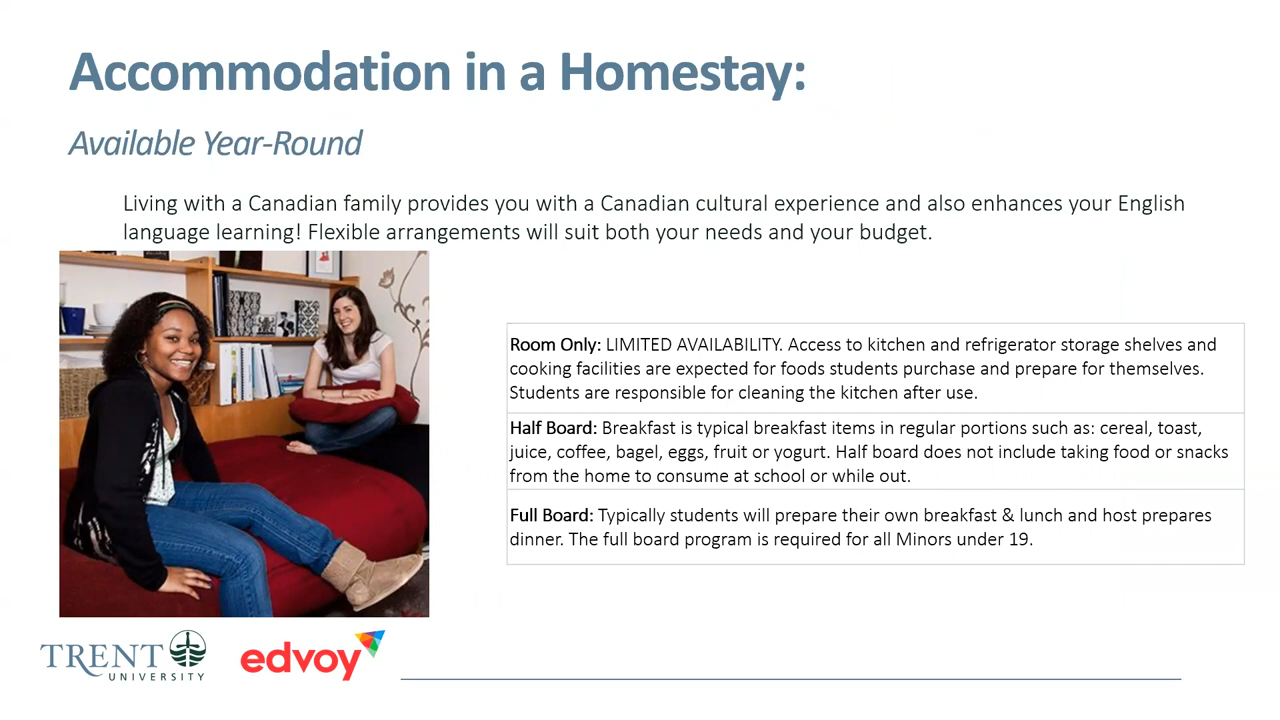 Accommodation in a Homestay:
Available Year-Round
Living with a Canadian family provides you with a Canadian cultural experience and also enhances your English
language learning! Flexible arrangements will suit both your needs and your budget.
Room Only: LIMITED AVAILABILITY. Access to kitchen and refrigerator storage shelves and
cooking facilities are expected for foods students purchase and prepare for themselves.
Students are responsible for cleaning the kitchen after use.
Half Board: Breakfast is typical breakfast items in regular portions such as: cereal, toast,
juice, coffee, bagel, eggs, fruit or yogurt. Half board does not include taking food or snacks
from the home to consume at school or while out.
Full Board: Typically students will prepare their own breakfast & lunch and host prepares
dinner. The full board program is required for all Minors under 19.
TRENT
UNIVERSITY
edvoy